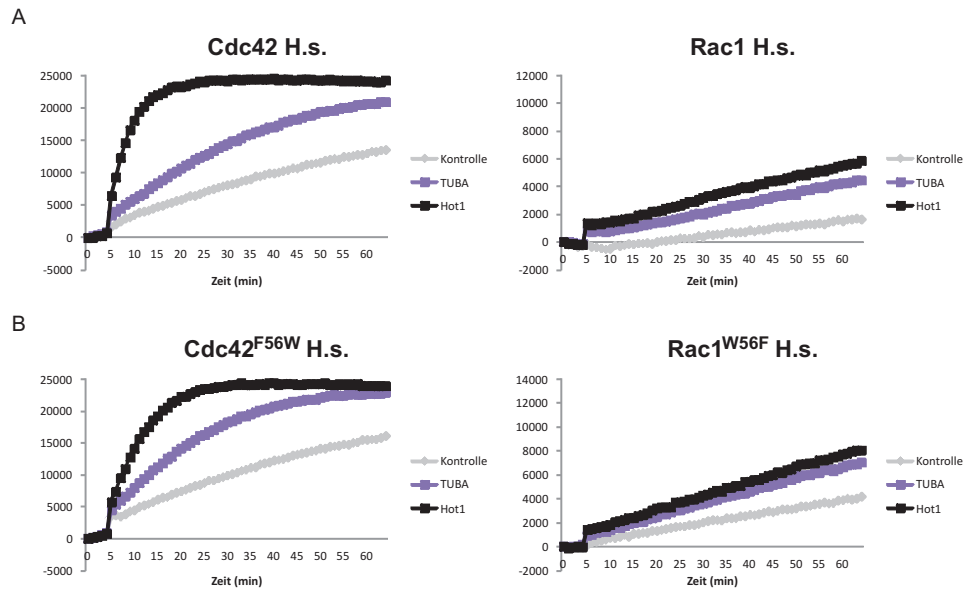 A
Cdc42 H.s.
25000
20000
15000
10000
5000
0
-5000
0 5 10 15 20 25 30 35 40 45 50 55 60
Zeit (min)
Kontrolle
TUBA
Hot1
Rac1 H.s.
12000
10000
8000
6000
4000
2000
0
-2000
0 5 10 15 20 25 30 35 40 45 50 55 60
Zeit (min)
Kontrolle
TUBA
Hot1
B
Cdc42F56W H.s.
25000
20000
15000
10000
5000
0
-5000
0 5 10 15 20 25 30 35 40 45 50 55 60
Zeit (min)
Kontrolle
TUBA
Hot1
Rac1W56F H.s.
14000
12000
10000
8000
6000
4000
2000
0
-2000
0 5 10 15 20 25 30 35 40 45 50 55 60
Zeit (min)
Kontrolle
TUBA
Hot1